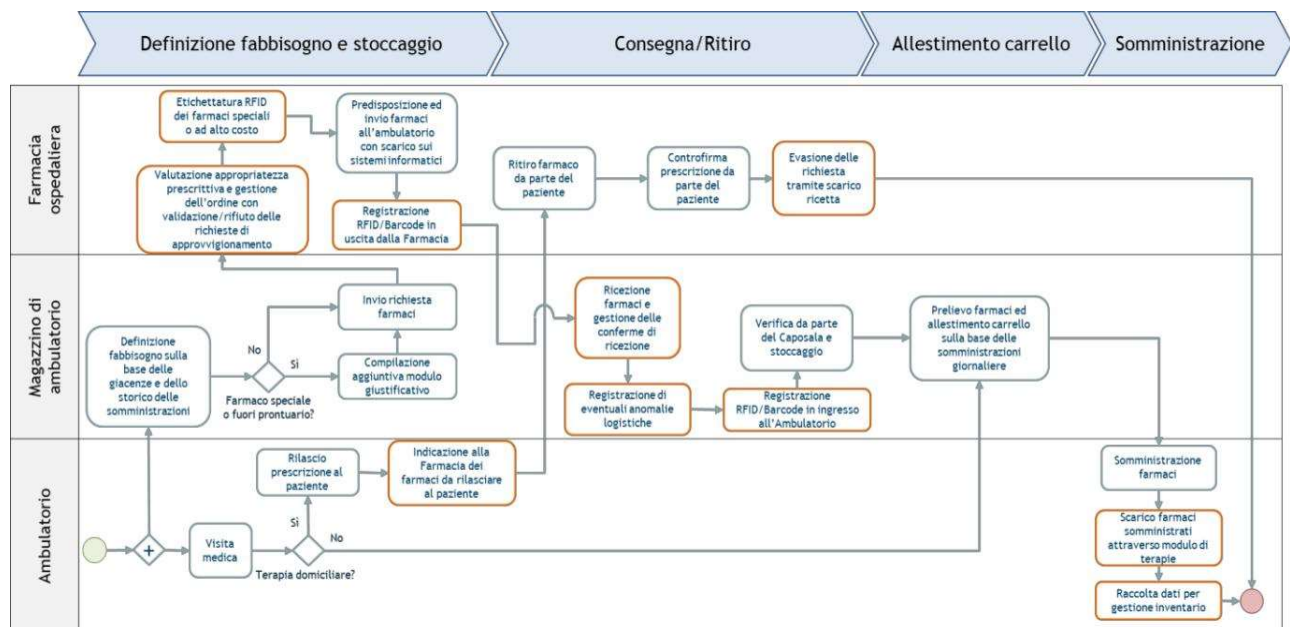 Definizione fabbisogno e stoccaggio
Consegna/Ritiro
Allestimento carrello
Somministrazione
Farmacia
ospedaliera
Etichettatura RFID
dei farmaci speciali
o ad alto costo
Predisposizione ed
invio farmaci
all'ambulatorio
con scarico sui
sistemi informatici
Valutazione appropriatezza
prescrittiva e gestione
dell'ordine con
validazione/rifiuto delle
richieste di
approvvigionamento
Registrazione
RFID/Barcode in
uscita dalla Farmacia
Ritiro farmaco
da parte del
paziente
Controfirma
prescrizione da
parte del
paziente
Evasione delle
richiesta
tramite scarico
ricetta
Magazzino di
ambulatorio
Definizione
fabbisogno sulla
base delle
giacenze e dello
storico delle
somministrazioni
No
Sì
Farmaco speciale
o fuori prontuario?
Invio richiesta
farmaci
Compilazione
aggiuntiva modulo
giustificativo
Ricezione
farmaci e
gestione delle
conferme di
ricezione
Registrazione di
eventuali anomalie
logistiche
Verifica da parte
del Caposala e
stoccaggio
Registrazione
RFID/Barcode in ingresso
all'Ambulatorio
Prelievo farmaci ed
allestimento carrello
sulla base delle
somministrazioni
giornaliere
Ambulatorio
Visita
medica
Rilascio
prescrizione al
paziente
Sì
No
Terapia domiciliare?
Indicazione alla
Farmacia dei
farmaci da rilasciare
al paziente
Somministrazione
farmaci
Scarico farmaci
somministrati
attraverso modulo di
terapie
Raccolta dati per
gestione inventario